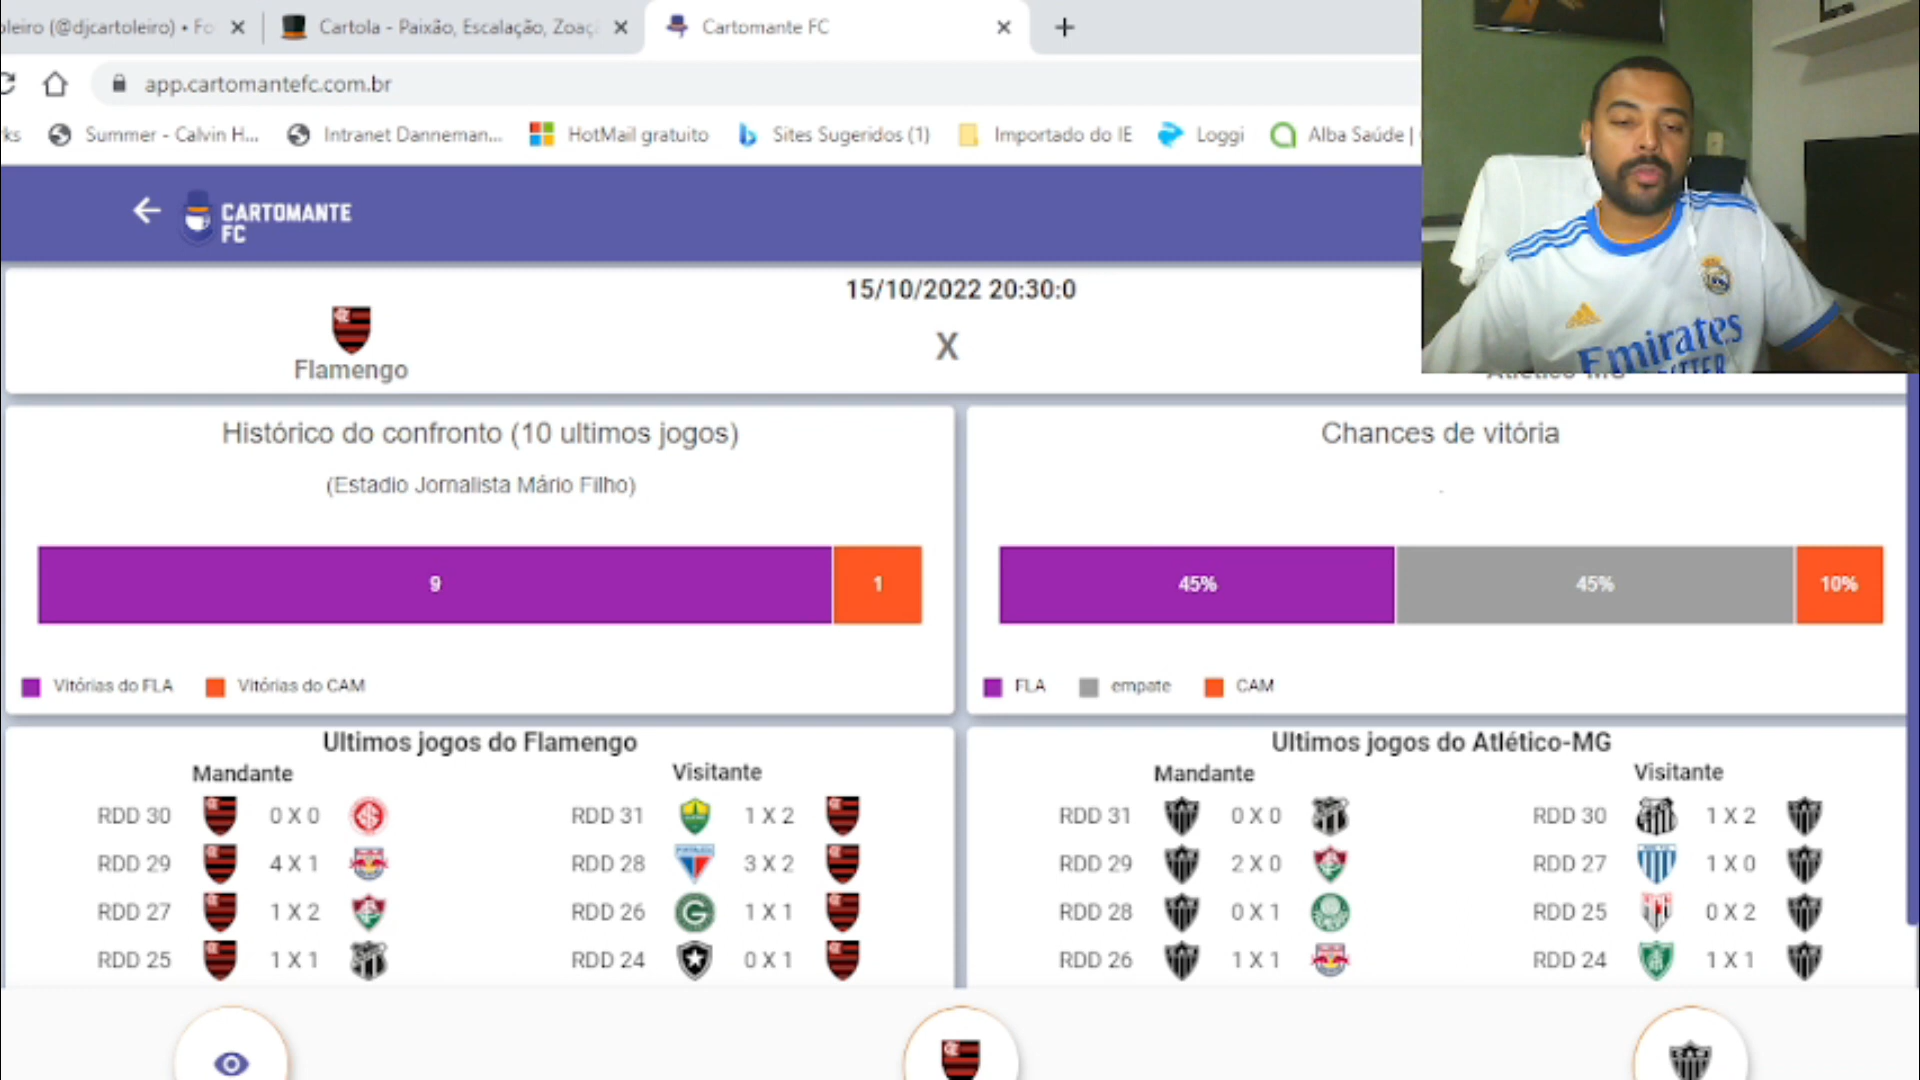 oleiro (@djcartoleiro) • Fo
Cartola - Paixão, Escalação, Zoaç
Cartomante FC
app.cartomantefc.com.br
ks
Summer - Calvin H...
Intranet Danneman...
HotMail gratuito
Sites Sugeridos (1)
Importado do IE
Loggi
Alba Saúde |
CARTOMANTE
FC
15/10/2022 20:30:0
X
Flamengo
Atlético-MG
Emirates
Histórico do confronto (10 ultimos jogos)
(Estadio Jornalista Mário Filho)
9
1
Vitórias do FLA
Vitórias do CAM
Chances de vitória
45%
45%
10%
FLA
empate
CAM
Ultimos jogos do Flamengo
Mandante
Visitante
RDD 30 0 X 0
RDD 31 1 X 2
RDD 29 4 X 1
RDD 28 3 X 2
RDD 27 1 X 2
RDD 26 1 X 1
RDD 25 1 X 1
RDD 24 0 X 1
Ultimos jogos do Atlético-MG
Mandante
Visitante
RDD 31 0 X 0
RDD 30 1 X 2
RDD 29 2 X 0
RDD 27 1 X 0
RDD 28 0 X 1
RDD 25 0 X 2
RDD 26 1 X 1
RDD 24 1 X 1